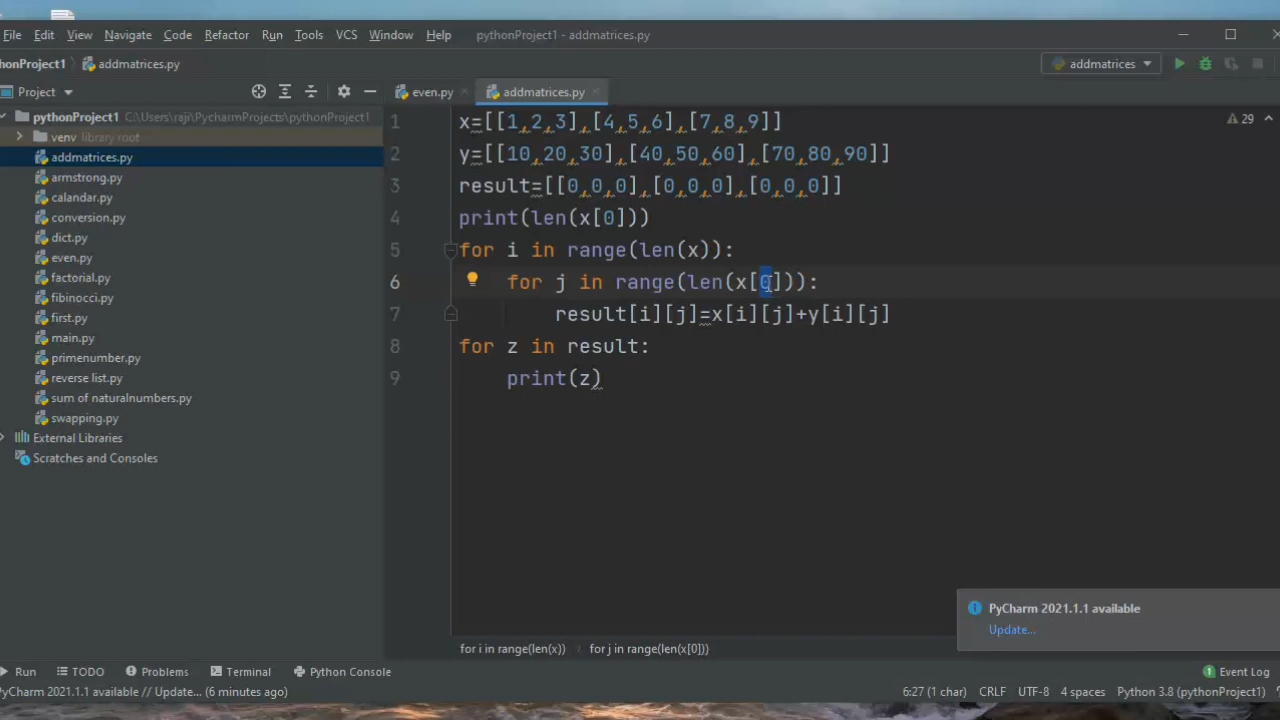 File Edit View Navigate Code Refactor Run Tools VCS Window Help pythonProject1 - addmatrices.py
thonProject1 addmatrices.py addmatrices
Project even.py addmatrices.py
pythonProject1 C:\Users\raji\PycharmProjects\pythonProject1
venv library root
addmatrices.py
armstrong.py
calandar.py
conversion.py
dict.py
even.py
factorial.py
fibinocci.py
first.py
main.py
primenumber.py
reverse list.py
sum of naturalnumbers.py
swapping.py
External Libraries
Scratches and Consoles
1 x=[[1,2,3],[4,5,6],[7,8,9]]
2 y=[[10,20,30],[40,50,60],[70,80,90]]
3 result=[[0,0,0],[0,0,0],[0,0,0]]
4 print(len(x[0]))
5 for i in range(len(x)):
6 for j in range(len(x[0])):
7 result[i][j]=x[i][j]+y[i][j]
8 for z in result:
9 print(z)
29
PyCharm 2021.1.1 available
Update...
for i in range(len(x)) for j in range(len(x[0]))
Run TODO Problems Terminal Python Console 1 Event Log
PyCharm 2021.1.1 available // Update... (6 minutes ago) 6:27 (1 char) CRLF UTF-8 4 spaces Python 3.8 (pythonProject1)